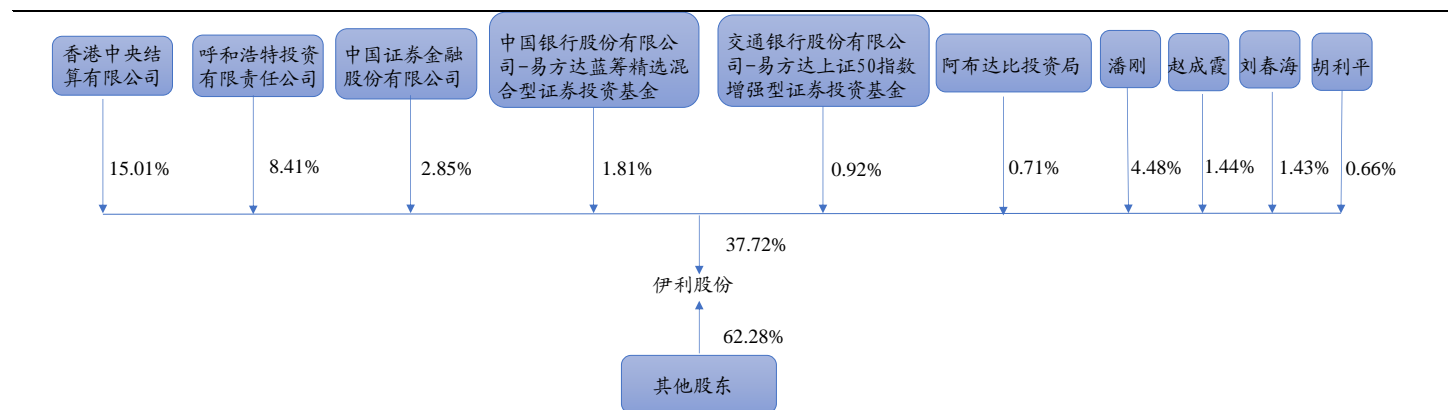 香港中央结
算有限公司
呼和浩特投资
有限责任公司
中国证券金融
股份有限公司
中国银行股份有限公
司-易方达蓝筹精选混
合型证券投资基金
交通银行股份有限公
司-易方达上证50指数
增强型证券投资基金
阿布达比投资局
潘刚
赵成霞
刘春海
胡利平
15.01%
8.41%
2.85%
1.81%
0.92%
0.71%
4.48%
1.44%
1.43%
0.66%
37.72%
伊利股份
62.28%
其他股东